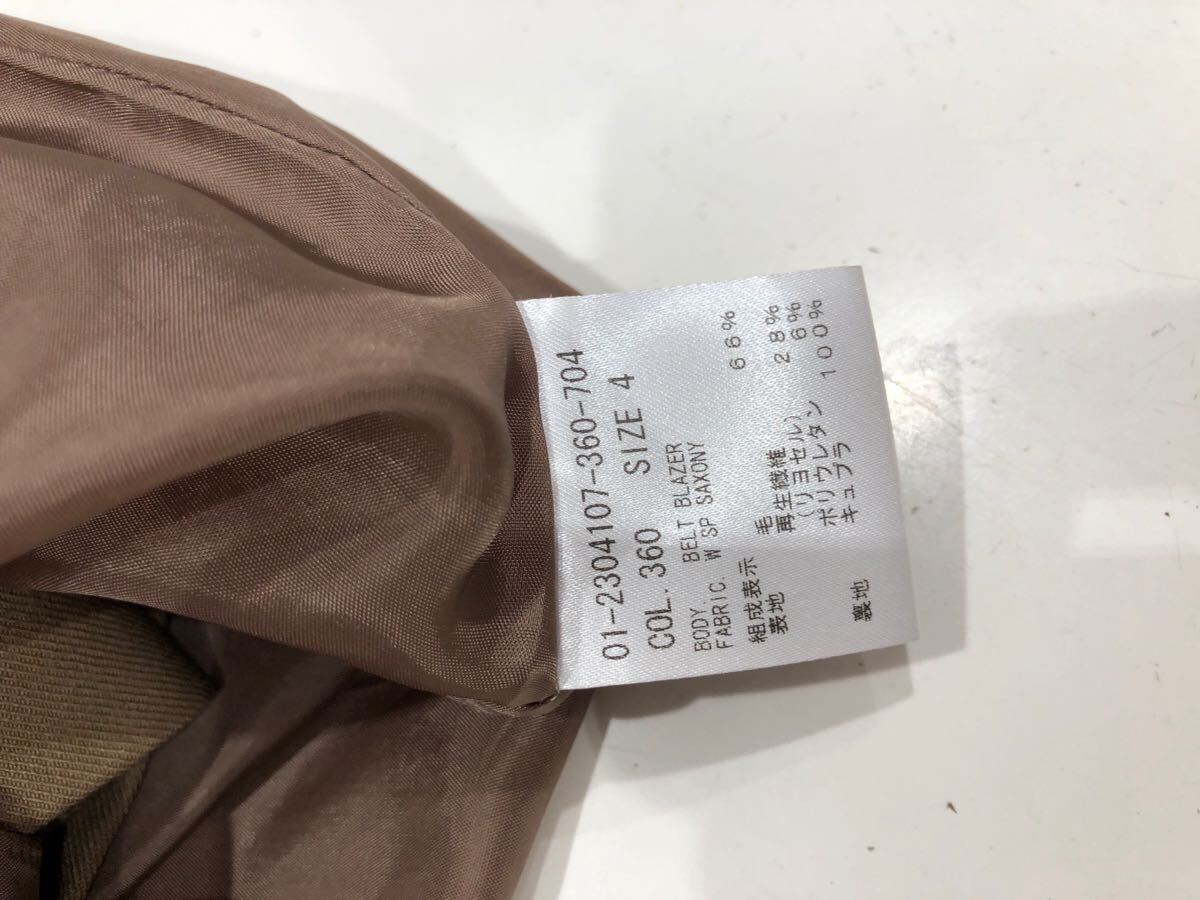 01-2304107-360-704
COL. 360 SIZE 4
BODY. BELT BLAZER
FABRIC. W SP SAXONY
組成表示
表地 毛 66%
再生繊維
(リヨセル) 28%
ポリウレタン 6%
裏地 キュプラ 100%